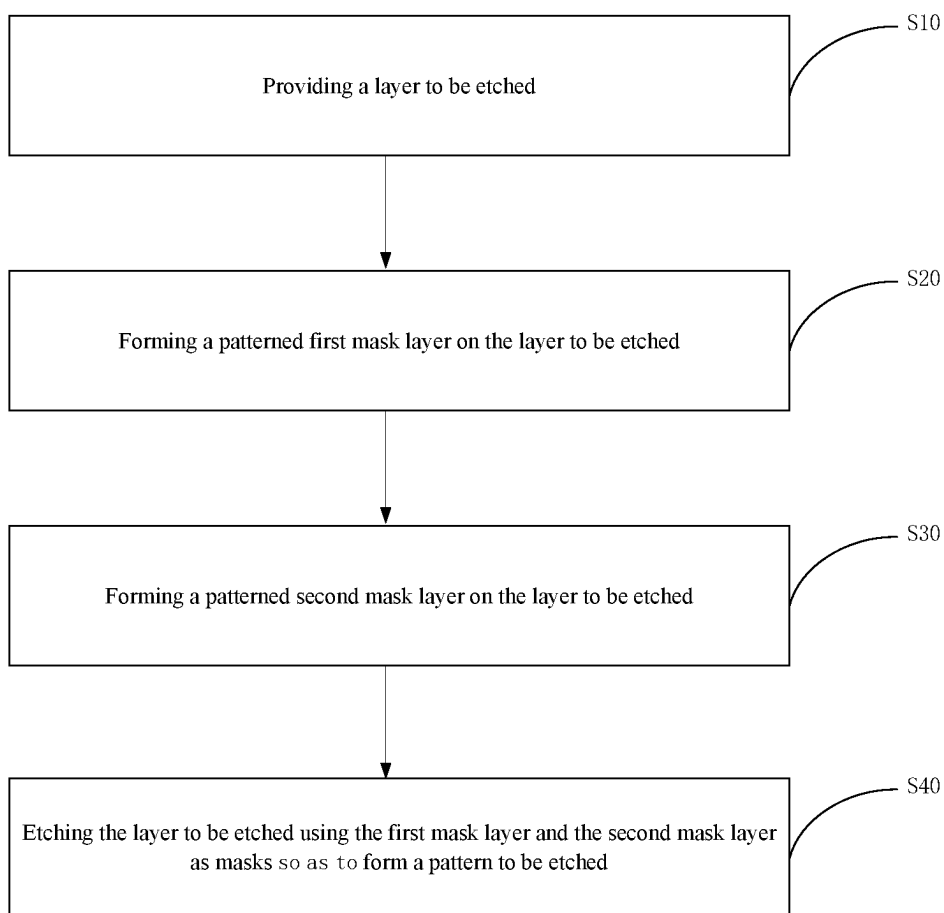 S10
Providing a layer to be etched
S20
Forming a patterned first mask layer on the layer to be etched
S30
Forming a patterned second mask layer on the layer to be etched
S40
Etching the layer to be etched using the first mask layer and the second mask layer
as masks so as to form a pattern to be etched